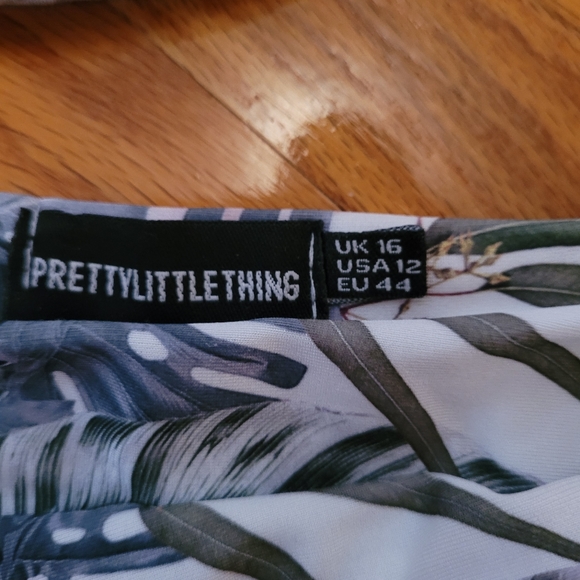 PRETTYLITTLETHING
UK 16
USA 12
EU 44